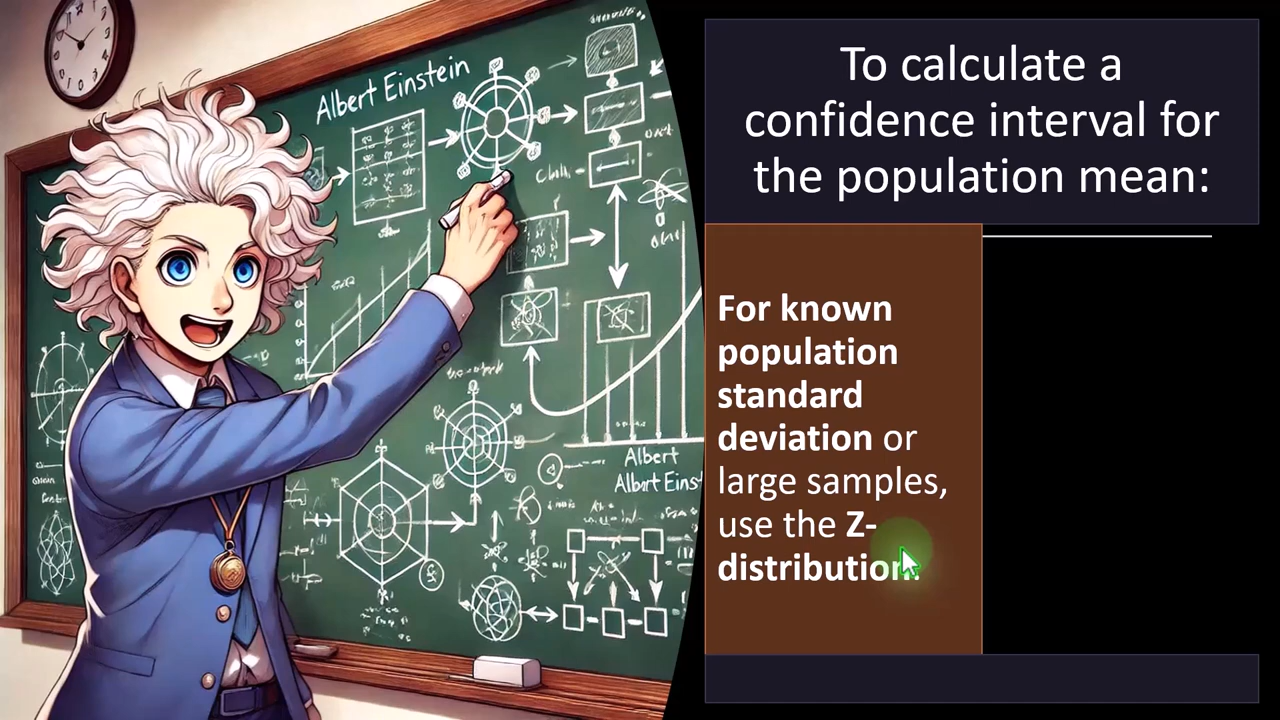 Albert Einstein
Albert
Albart Einst
To calculate a
confidence interval for
the population mean:
For known
population
standard
deviation or
large samples,
use the Z-
distribution.